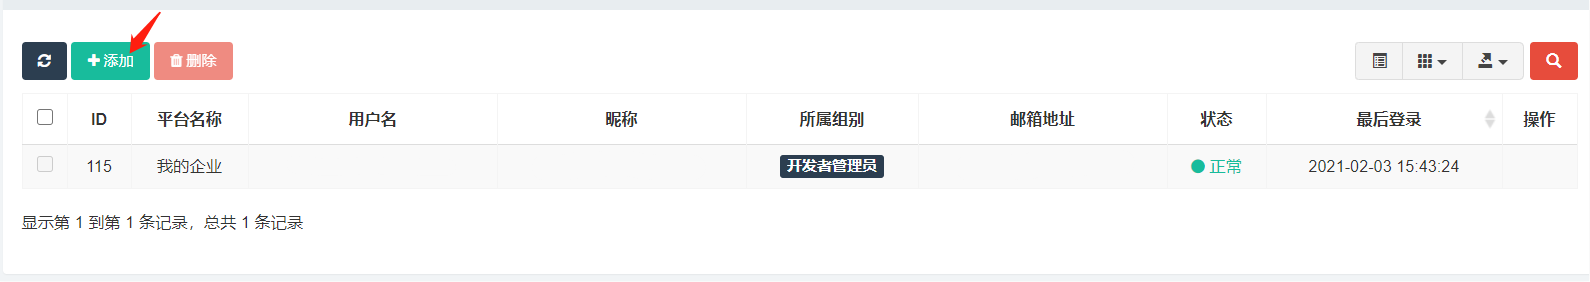 添加 删除
ID 平台名称 用户名 昵称 所属组别 邮箱地址 状态 最后登录 操作
115 我的企业 开发者管理员 正常 2021-02-03 15:43:24
显示第 1 到第 1 条记录，总共 1 条记录